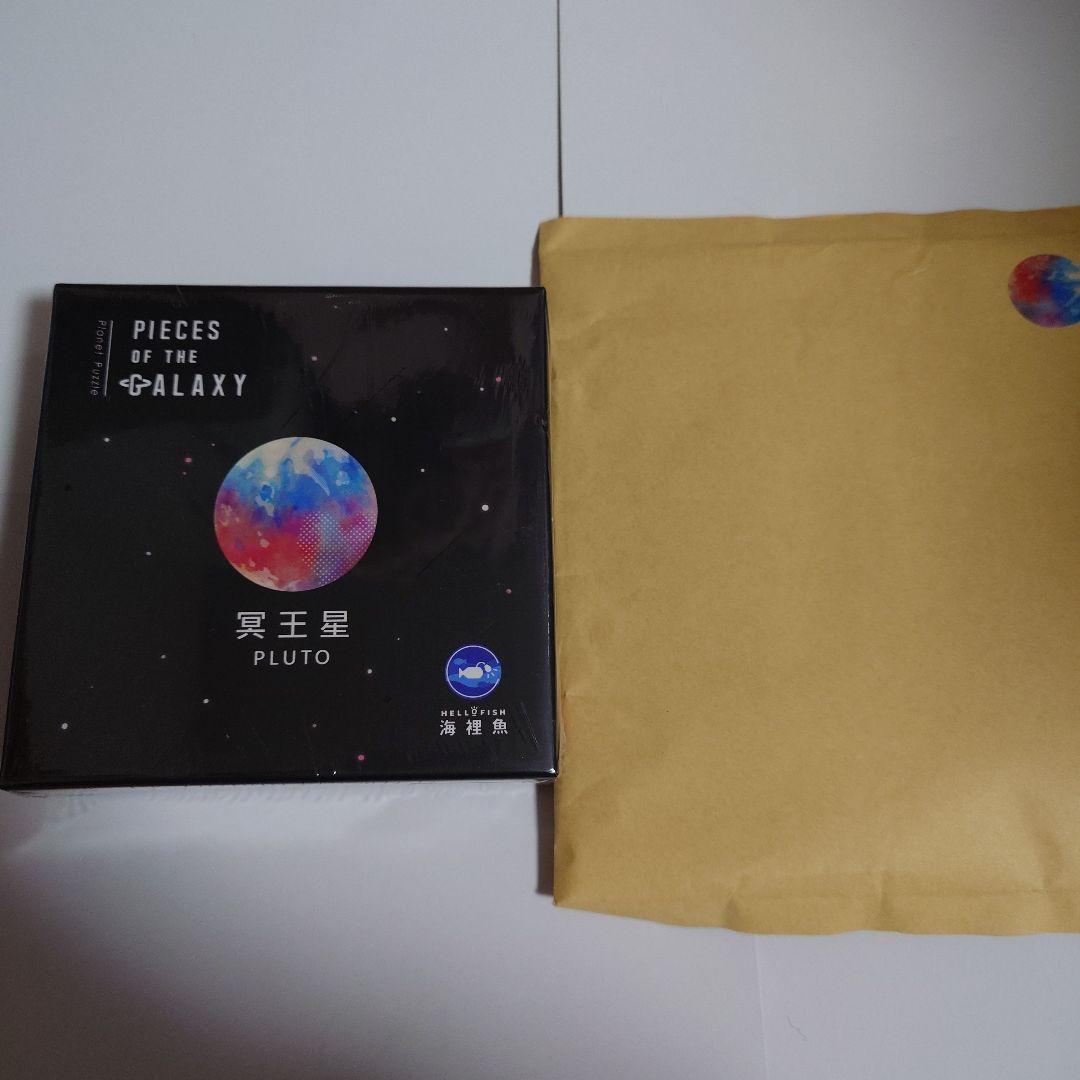 Planet Puzzle
PIECES
OF THE
GALAXY
冥王星
PLUTO
HELLOFISH
海裡魚